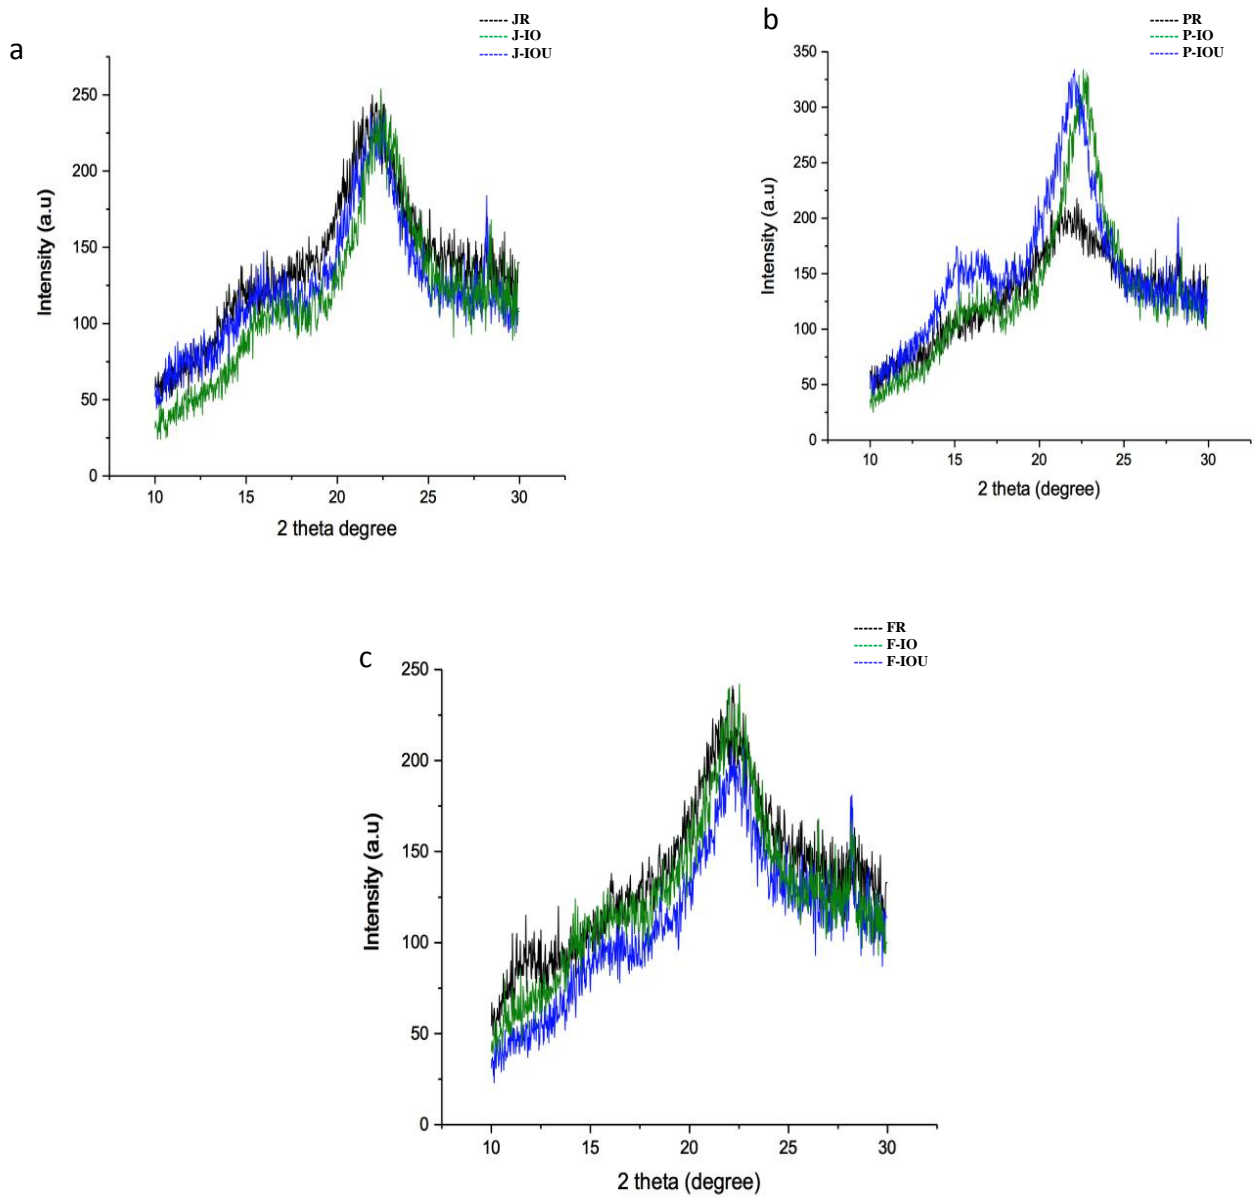 a
JR
J-IO
J-IOU
250
200
150
100
50
0
Intensity (a.u)
10 15 20 25 30
2 theta degree
b
PR
P-IO
P-IOU
350
300
250
200
150
100
50
0
Intensity (a.u)
10 15 20 25 30
2 theta (degree)
c
FR
F-IO
F-IOU
250
200
150
100
50
0
Intensity (a.u)
10 15 20 25 30
2 theta (degree)